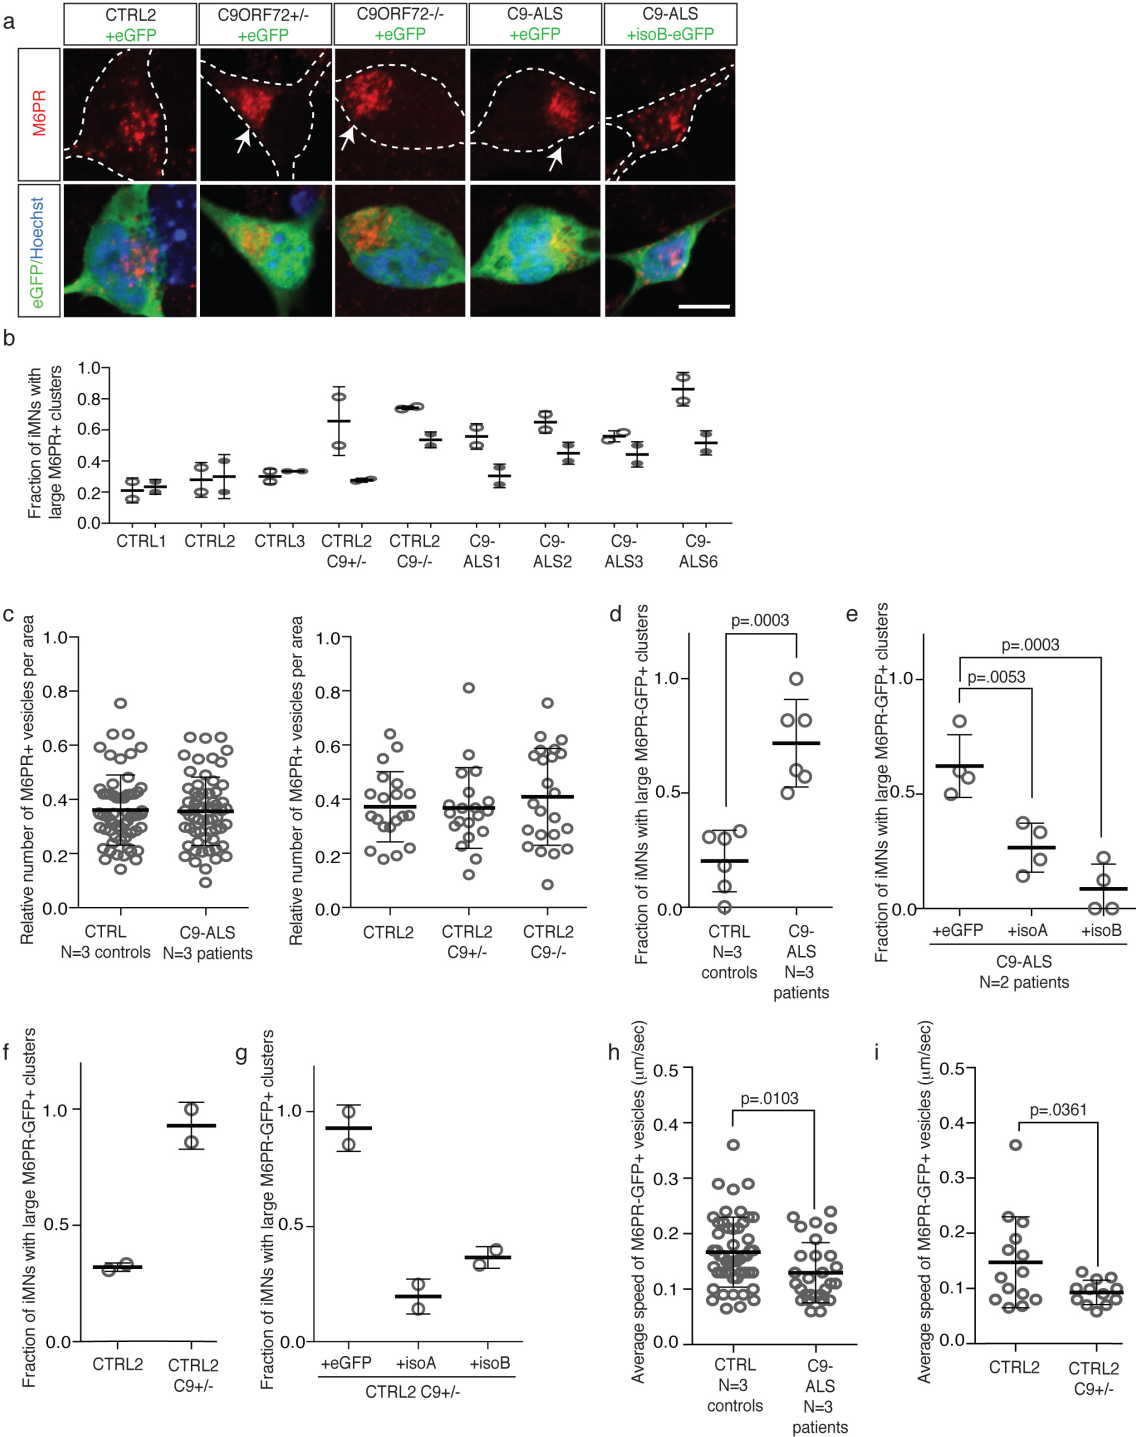 a
CTRL2
+eGFP
C9ORF72+/-
+eGFP
C9ORF72-/-
+eGFP
C9-ALS
+eGFP
C9-ALS
+isoB-eGFP
M6PR
eGFP/Hoechst
b
Fraction of iMNs with
large M6PR+ clusters
1.0
0.8
0.6
0.4
0.2
0.0
CTRL1
CTRL2
CTRL3
CTRL2
C9+/-
CTRL2
C9-/-
C9-
ALS1
C9-
ALS2
C9-
ALS3
C9-
ALS6
c
Relative number of M6PR+ vesicles per area
1.0
0.8
0.6
0.4
0.2
0.0
CTRL
N=3 controls
C9-ALS
N=3 patients
Relative number of M6PR+ vesicles per area
1.0
0.8
0.6
0.4
0.2
0.0
CTRL2
CTRL2
C9+/-
CTRL2
C9-/-
d
Fraction of iMNs with large M6PR-GFP+ clusters
p=.0003
1.0
0.5
0.0
CTRL
N=3
controls
C9-
ALS
N=3
patients
e
Fraction of iMNs with large M6PR-GFP+ clusters
p=.0003
p=.0053
1.0
0.5
0.0
+eGFP
+isoA
+isoB
C9-ALS
N=2 patients
f
Fraction of iMNs with large M6PR-GFP+ clusters
1.0
0.5
0.0
CTRL2
CTRL2
C9+/-
g
Fraction of iMNs with large M6PR-GFP+ clusters
1.0
0.5
0.0
+eGFP
+isoA
+isoB
CTRL2 C9+/-
h
Average speed of M6PR-GFP+ vesicles (μm/sec)
0.5
0.4
0.3
0.2
0.1
0.0
p=.0103
CTRL
N=3
controls
C9-
ALS
N=3
patients
i
Average speed of M6PR-GFP+ vesicles (μm/sec)
0.5
0.4
0.3
0.2
0.1
0.0
p=.0361
CTRL2
CTRL2
C9+/-